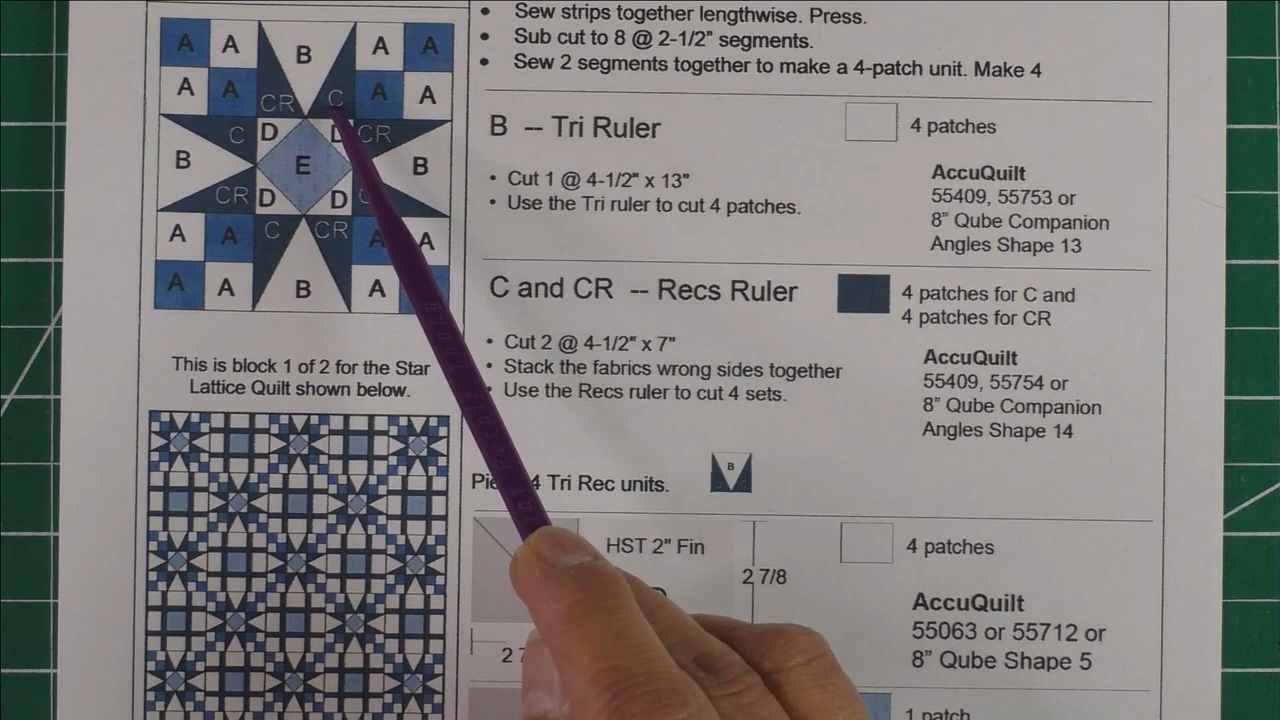 A A B A A
A A CR C A A
C D D CR
B E B
CR D D
A A C CR A A
A A B A
This is block 1 of 2 for the Star
Lattice Quilt shown below.
• Sew strips together lengthwise. Press.
• Sub cut to 8 @ 2-1/2" segments.
• Sew 2 segments together to make a 4-patch unit. Make 4
B -- Tri Ruler
4 patches
• Cut 1 @ 4-1/2" x 13"
• Use the Tri ruler to cut 4 patches.
AccuQuilt
55409, 55753 or
8" Qube Companion
Angles Shape 13
C and CR -- Recs Ruler
4 patches for C and
4 patches for CR
• Cut 2 @ 4-1/2" x 7"
• Stack the fabrics wrong sides together
• Use the Recs ruler to cut 4 sets.
AccuQuilt
55409, 55754 or
8" Qube Companion
Angles Shape 14
4 Tri Rec units.
B
HST 2" Fin
2 7/8
4 patches
AccuQuilt
55063 or 55712 or
8" Qube Shape 5
1 patch